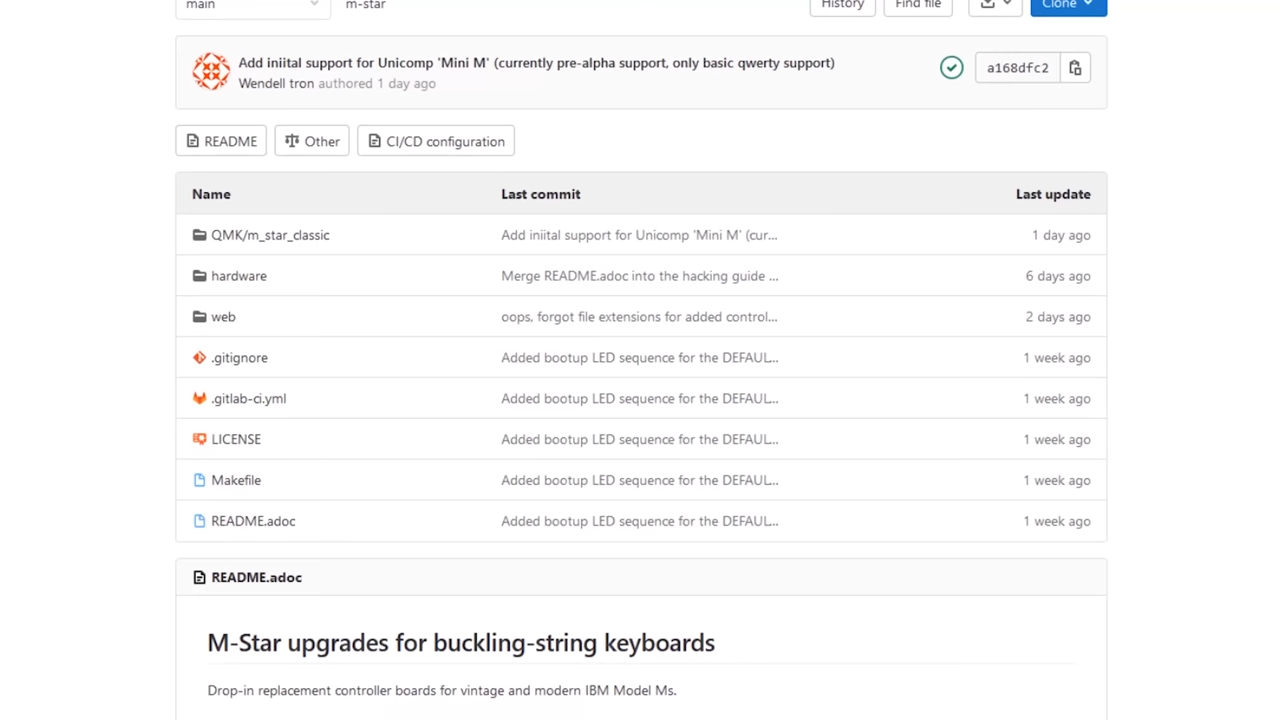 main m-star History Find file Clone
Add iniital support for Unicomp 'Mini M' (currently pre-alpha support, only basic qwerty support)
Wendell tron authored 1 day ago
a168dfc2
README Other CI/CD configuration
Name Last commit Last update
QMK/m_star_classic Add iniital support for Unicomp 'Mini M' (cur... 1 day ago
hardware Merge README.adoc into the hacking guide ... 6 days ago
web oops, forgot file extensions for added control... 2 days ago
.gitignore Added bootup LED sequence for the DEFAUL... 1 week ago
.gitlab-ci.yml Added bootup LED sequence for the DEFAUL... 1 week ago
LICENSE Added bootup LED sequence for the DEFAUL... 1 week ago
Makefile Added bootup LED sequence for the DEFAUL... 1 week ago
README.adoc Added bootup LED sequence for the DEFAUL... 1 week ago
README.adoc
M-Star upgrades for buckling-string keyboards
Drop-in replacement controller boards for vintage and modern IBM Model Ms.